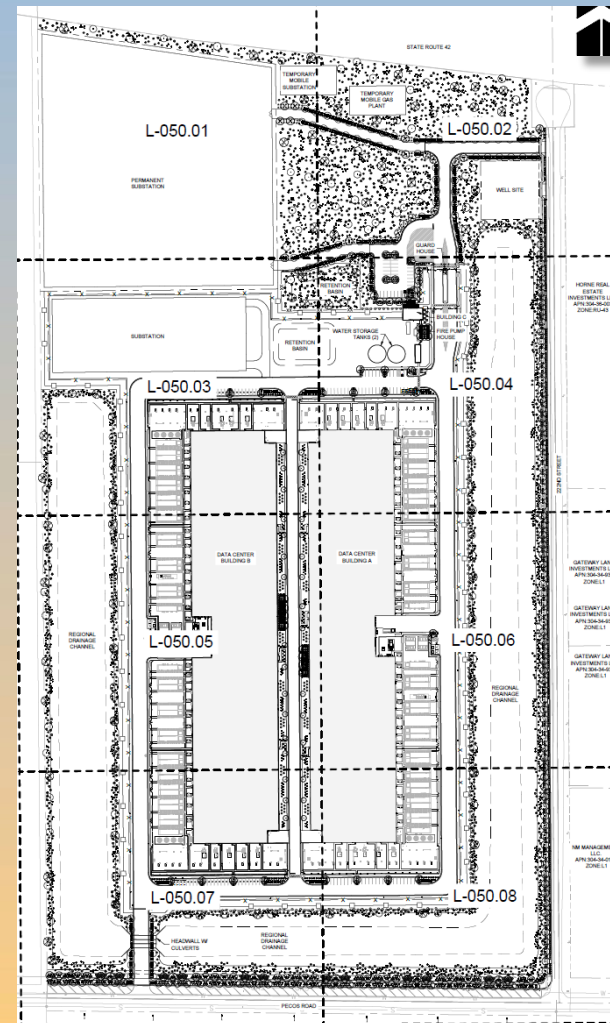 STATE ROUTE 42
TEMPORARY
MOBILE
SUBSTATION
TEMPORARY
MOBILE GAS
PLANT
L-050.01
L-050.02
PERMANENT
SUBSTATION
WELL SITE
GUARD
HOUSE
RETENTION
BASIN
HORNE REAL
ESTATE
INVESTMENTS L
ZONE:RU-43
BUILDING C
FIRE PUMP
HOUSE
SUBSTATION
WATER STORAGE
TANKS (2)
RETENTION
BASIN
L-050.03
L-050.04
222ND STREET
DATA CENTER
BUILDING B
DATA CENTER
BUILDING A
GATEWAY LAN
INVESTMENTS L
ZONE:L1
GATEWAY LAN
INVESTMENTS L
ZONE:L1
REGIONAL
DRAINAGE
CHANNEL
L-050.05
L-050.06
GATEWAY LAN
INVESTMENTS L
ZONE:L1
REGIONAL
DRAINAGE
CHANNEL
NM MANAGEME
LLC
ZONE:L1
L-050.07
L-050.08
HEADWALL W/
CULVERTS
REGIONAL
DRAINAGE
CHANNEL
PECOS ROAD